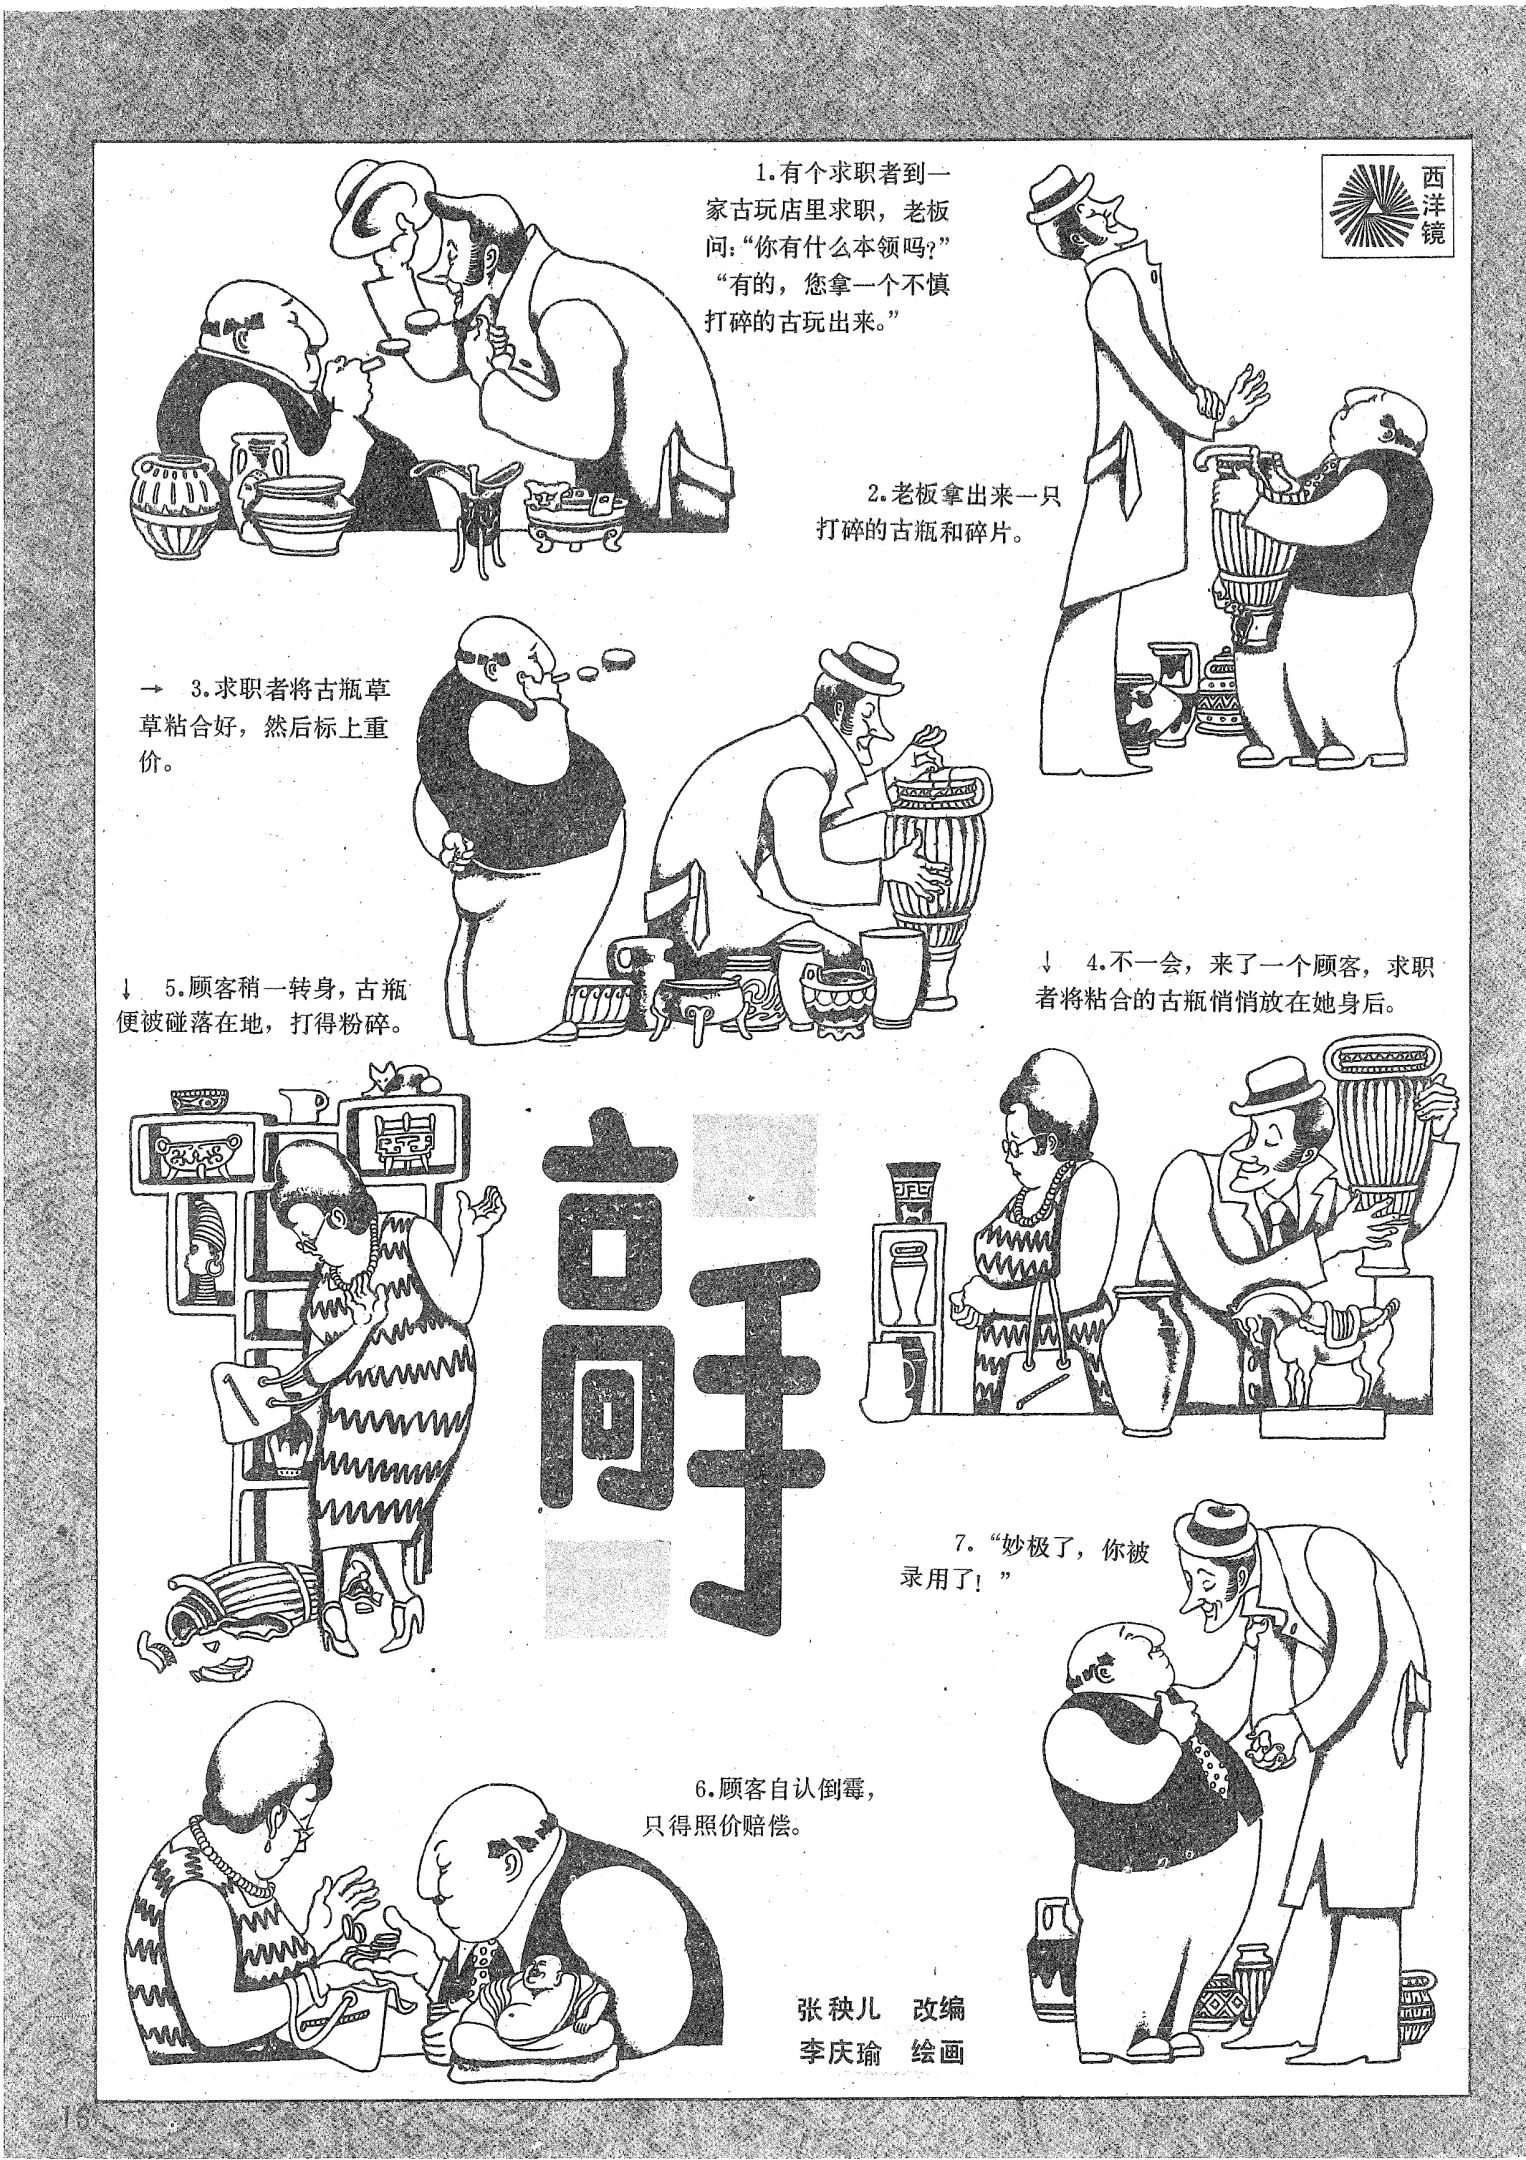 西洋镜
1.有个求职者到一
家古玩店里求职，老板
问：“你有什么本领吗？”
“有的，您拿一个不慎
打碎的古玩出来。”
2.老板拿出来一只
打碎的古瓶和碎片。
→ 3.求职者将古瓶草
草粘合好，然后标上重
价。
↓ 4.不一会，来了一个顾客，求职
者将粘合的古瓶悄悄放在她身后。
↓ 5.顾客稍一转身，古瓶
便被碰落在地，打得粉碎。
高手
6.顾客自认倒霉，
只得照价赔偿。
7.“妙极了，你被
录用了！”
张秧儿 改编
李庆瑜 绘画